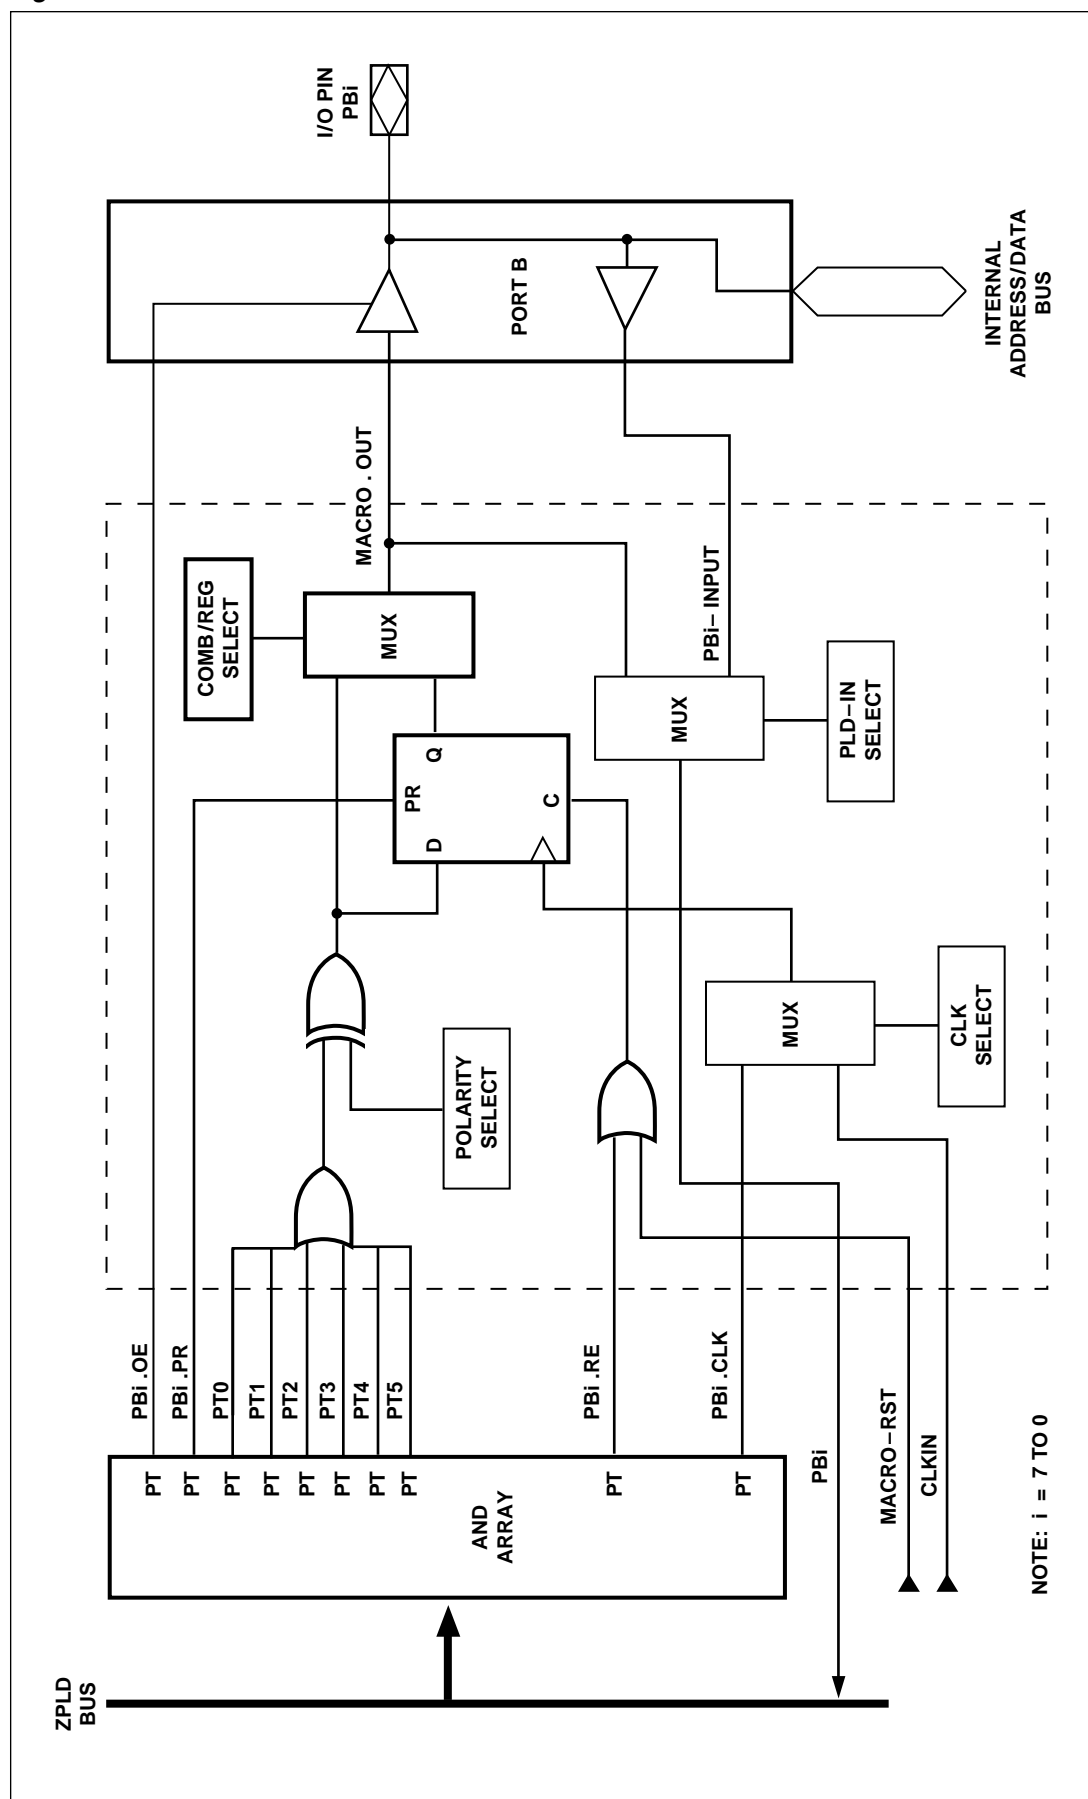 ZPLD
BUS
AND
ARRAY
PT
PT
PT
PT
PT
PT
PT
PT
PT
PT
PBi .OE
PBi .PR
PT0
PT1
PT2
PT3
PT4
PT5
PBi .RE
PBi .CLK
PBi
MACRO–RST
CLKIN
NOTE: i = 7 TO 0
POLARITY
SELECT
MUX
CLK
SELECT
D
PR
Q
C
COMB/REG
SELECT
MUX
MUX
PLD–IN
SELECT
MACRO . OUT
PBi– INPUT
PORT B
I/O PIN
PBi
INTERNAL
ADDRESS/DATA
BUS